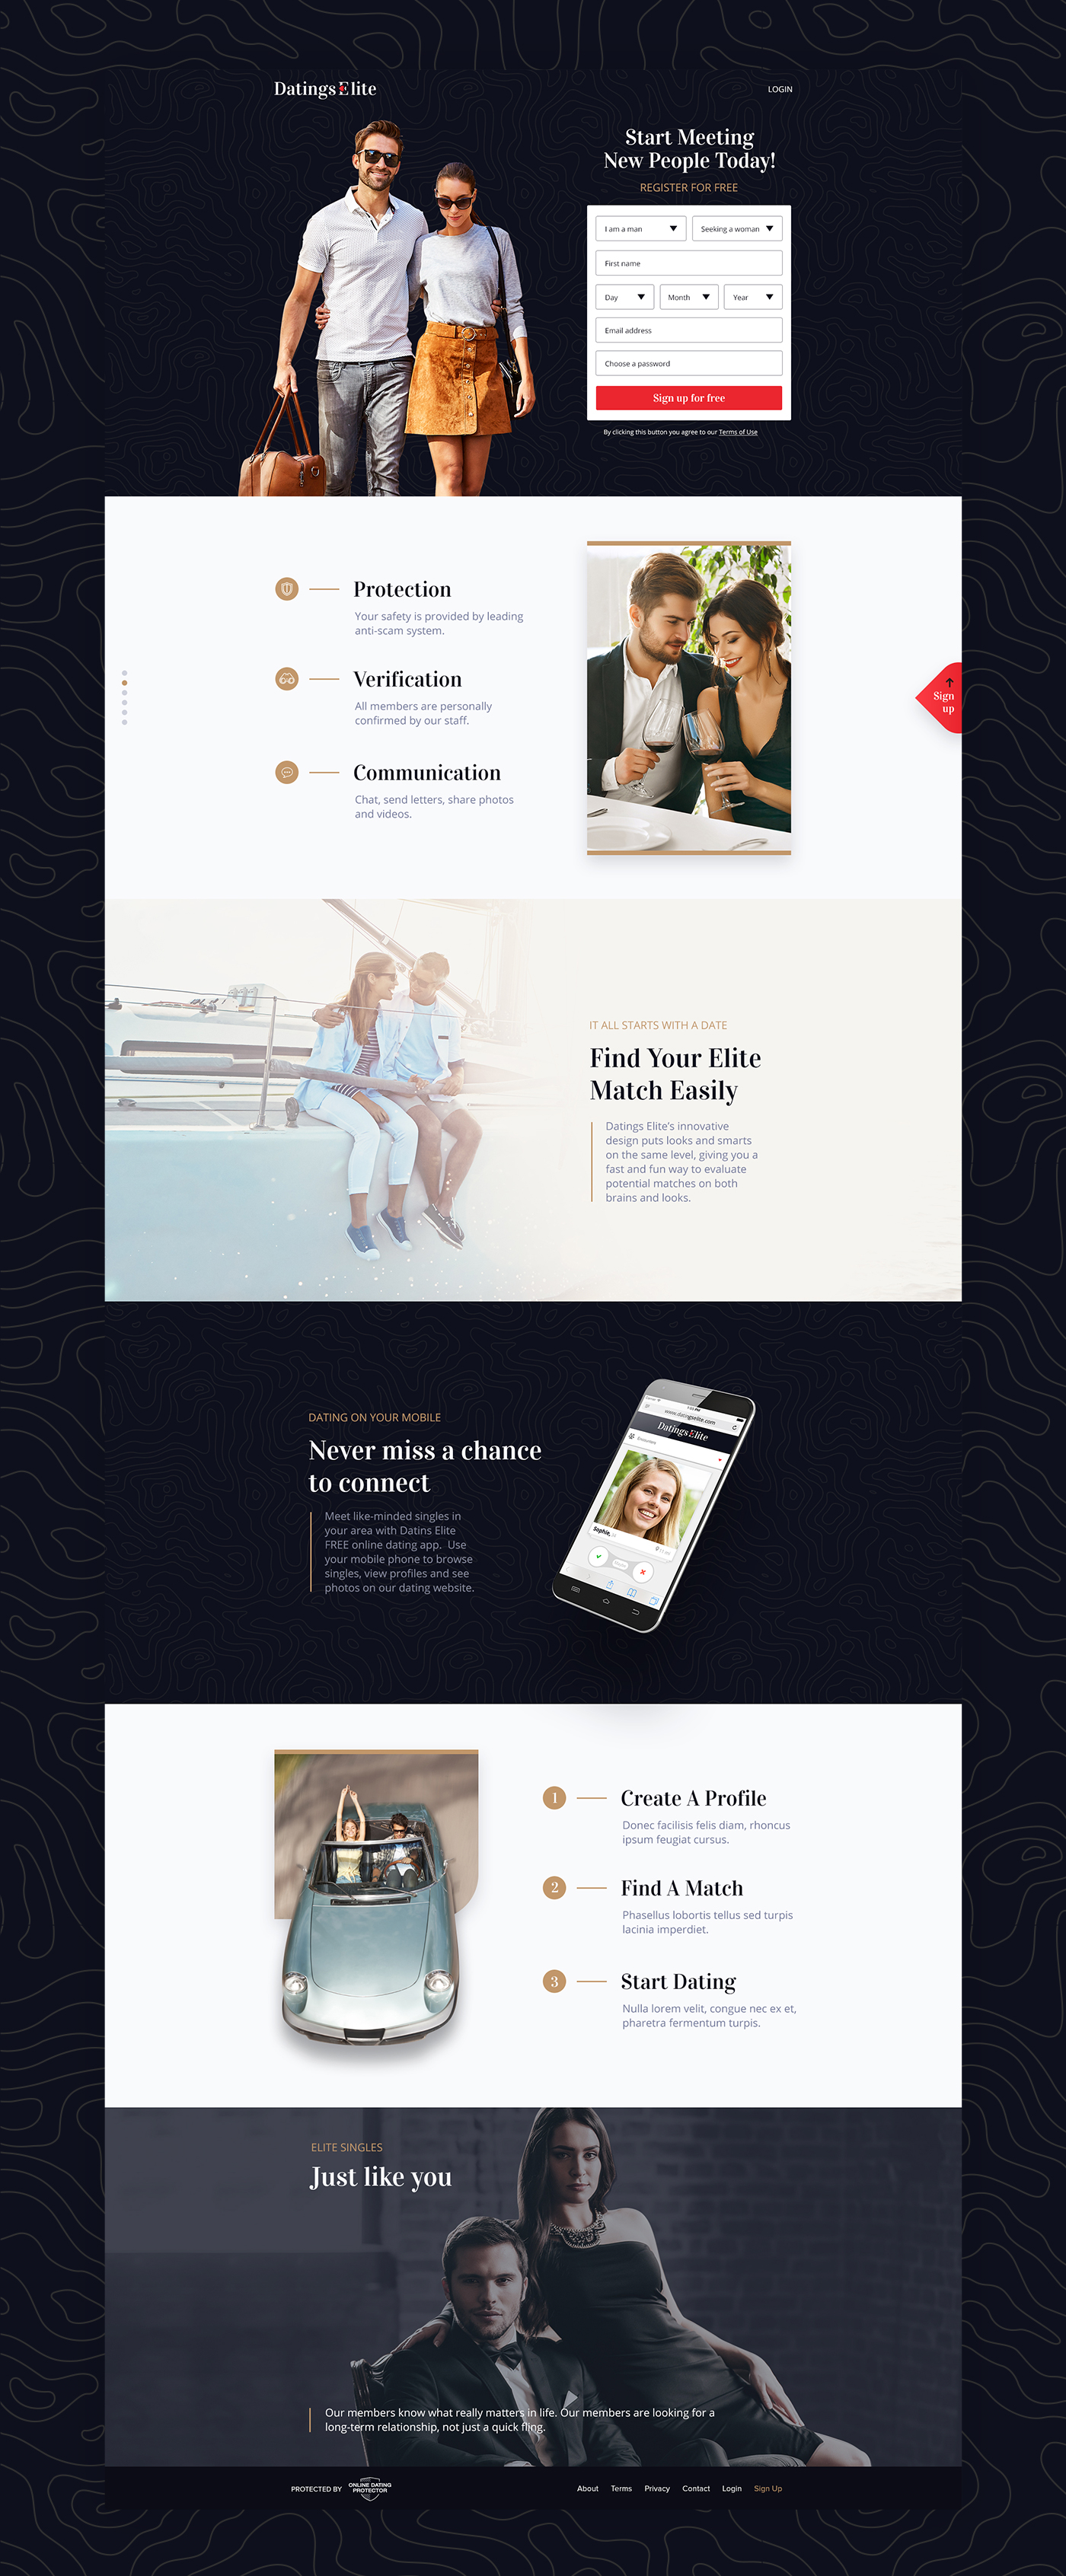 Datings Elite
LOGIN
Start Meeting
New People Today!
REGISTER FOR FREE
I am a man
Seeking a woman
First name
Day
Month
Year
Email address
Choose a password
Sign up for free
By clicking this button you agree to our Terms of Use
Protection
Your safety is provided by leading
anti-scam system.
Verification
All members are personally
confirmed by our staff.
Communication
Chat, send letters, share photos
and videos.
Sign
up
IT ALL STARTS WITH A DATE
Find Your Elite
Match Easily
Datings Elite's innovative
design puts looks and smarts
on the same level, giving you a
fast and fun way to evaluate
potential matches on both
brains and looks.
DATING ON YOUR MOBILE
Never miss a chance
to connect
Meet like-minded singles in
your area with Datins Elite
FREE online dating app. Use
your mobile phone to browse
singles, view profiles and see
photos on our dating website.
www.datingselite.com
Datings Elite
Encounters
Sophie,
1
Create A Profile
Donec facilisis felis diam, rhoncus
ipsum feugiat cursus.
2
Find A Match
Phasellus lobortis tellus sed turpis
lacinia imperdiet.
3
Start Dating
Nulla lorem velit, congue nec ex et,
pharetra fermentum turpis.
ELITE SINGLES
Just like you
Our members know what really matters in life. Our members are looking for a
long-term relationship, not just a quick fling.
PROTECTED BY
ONLINE DATING
PROTECTOR
About
Terms
Privacy
Contact
Login
Sign Up